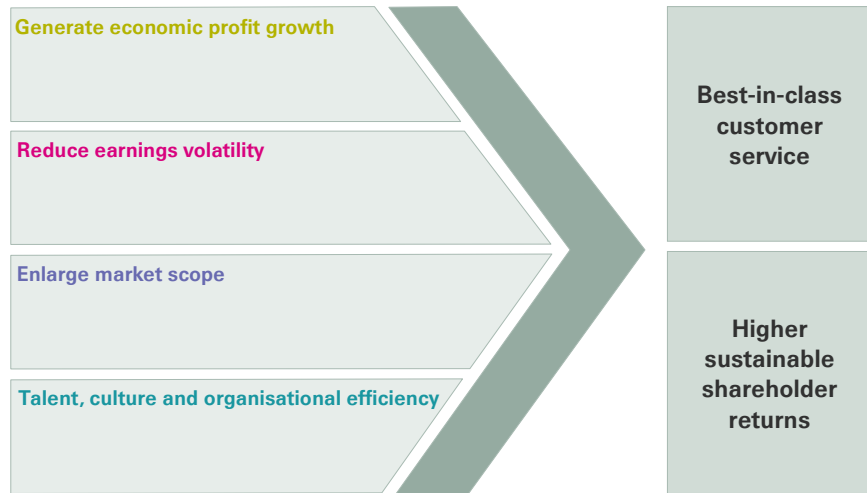 Generate economic profit growth
Reduce earnings volatility
Enlarge market scope
Talent, culture and organisational efficiency
Best-in-class
customer
service
Higher
sustainable
shareholder
returns